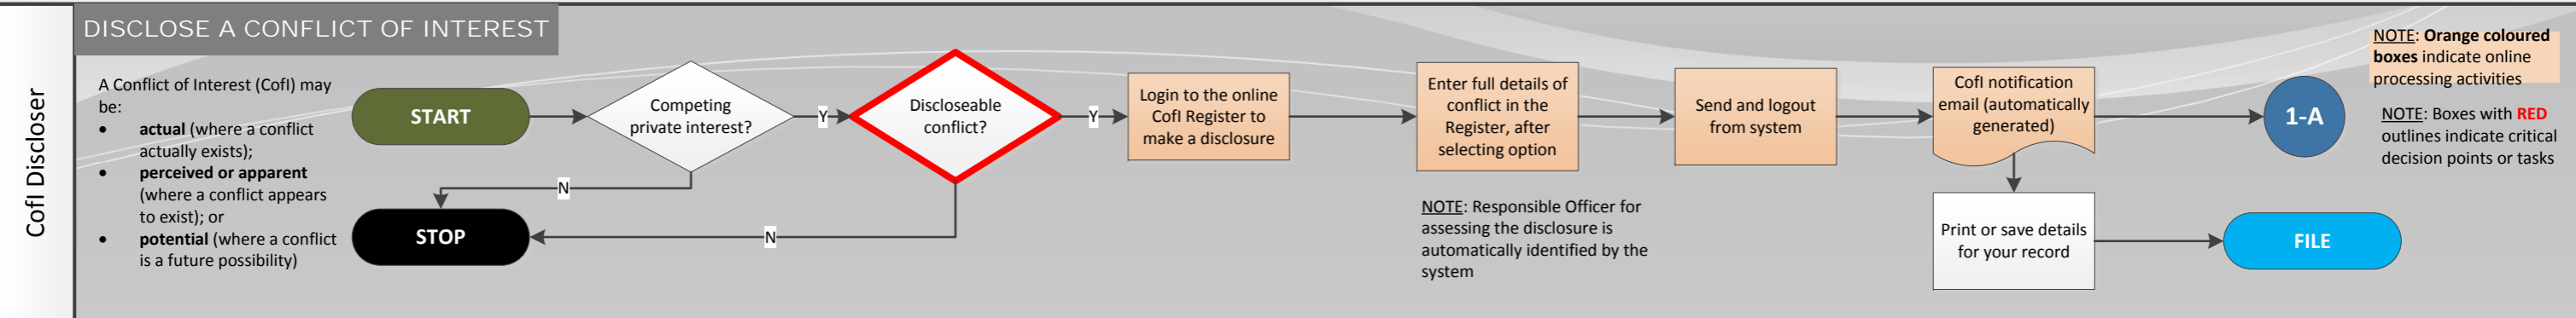 DISCLOSE A CONFLICT OF INTEREST
CofI Discloser
A Conflict of Interest (CofI) may
be:
• actual (where a conflict
actually exists);
• perceived or apparent
(where a conflict appears
to exist); or
• potential (where a conflict
is a future possibility)
START
Competing
private interest?
Y
N
STOP
Discloseable
conflict?
Y
N
Login to the online
CofI Register to
make a disclosure
Enter full details of
conflict in the
Register, after
selecting option
NOTE: Responsible Officer for
assessing the disclosure is
automatically identified by the
system
Send and logout
from system
CofI notification
email (automatically
generated)
Print or save details
for your record
1-A
FILE
NOTE: Orange coloured
boxes indicate online
processing activities
NOTE: Boxes with RED
outlines indicate critical
decision points or tasks